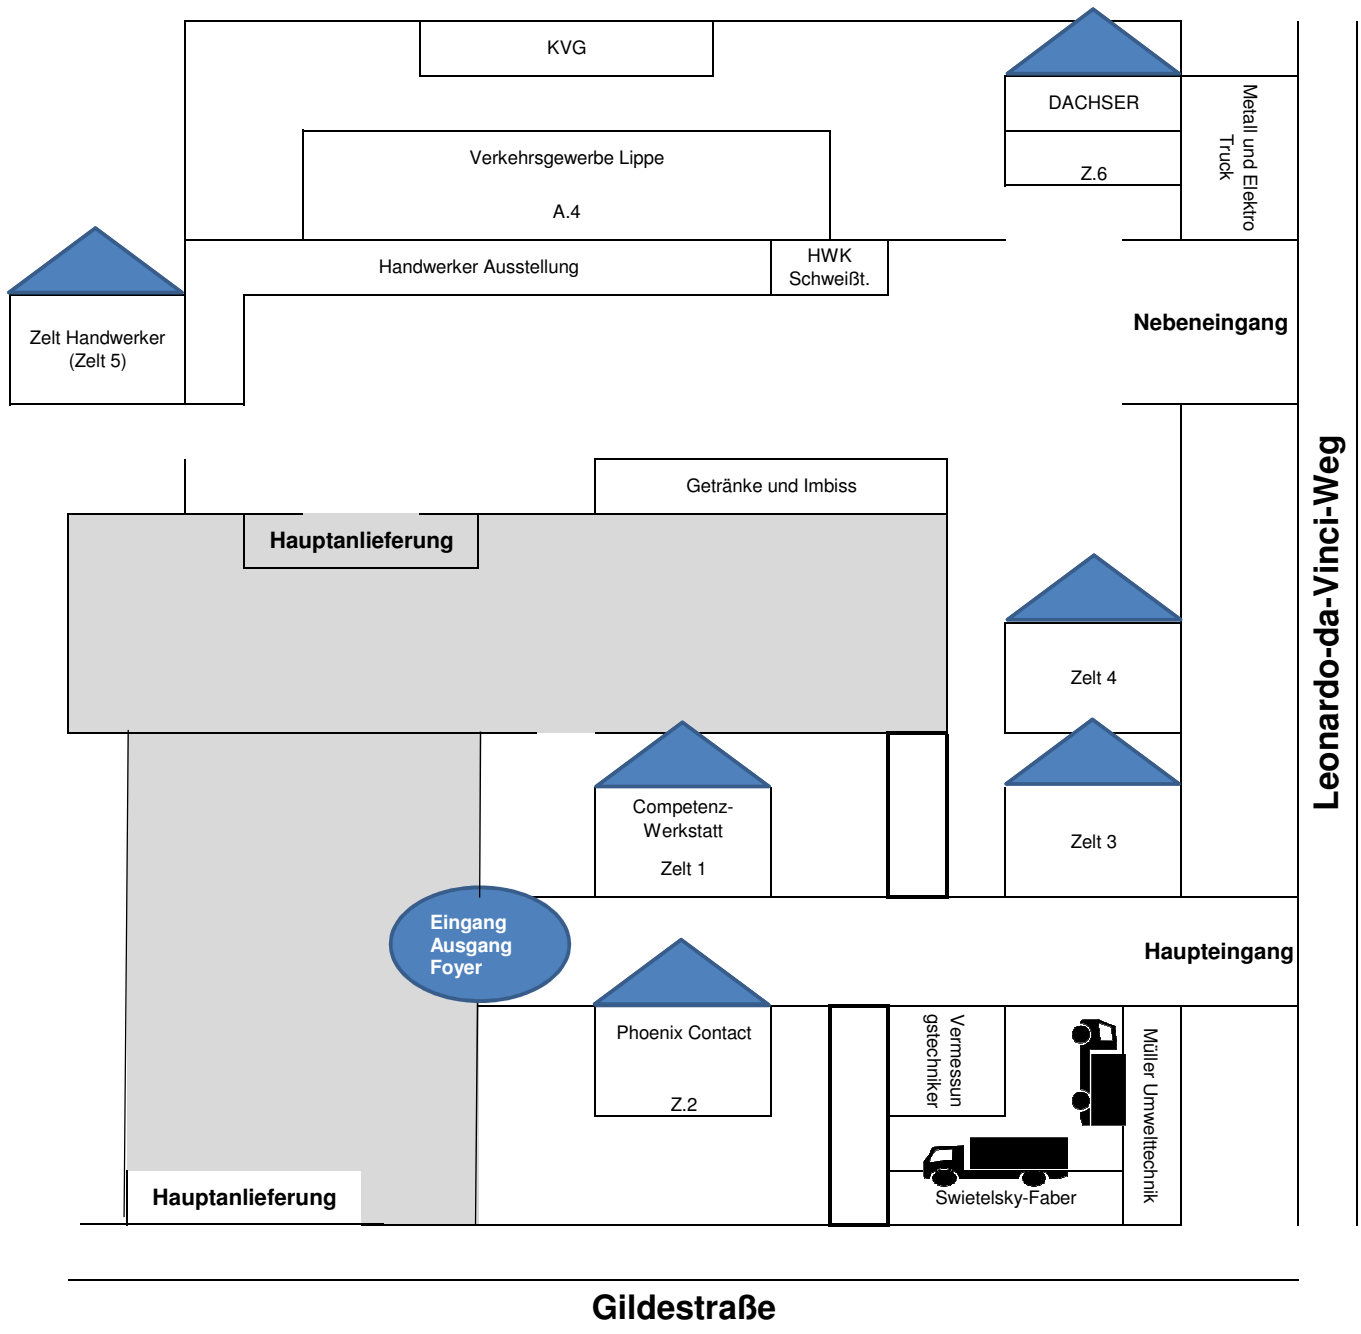 KVG
DACHSER
Z.6
Metall und Elektro
Truck
Verkehrsgewerbe Lippe
A.4
Handwerker Ausstellung
HWK
Schweißt.
Zelt Handwerker
(Zelt 5)
Nebeneingang
Leonardo-da-Vinci-Weg
Getränke und Imbiss
Hauptanlieferung
Zelt 4
Competenz-
Werkstatt
Zelt 1
Zelt 3
Eingang
Ausgang
Foyer
Haupteingang
Phoenix Contact
Z.2
Vermessun
gstechniker
Müller Umwelttechnik
Swietelsky-Faber
Hauptanlieferung
Gildestraße